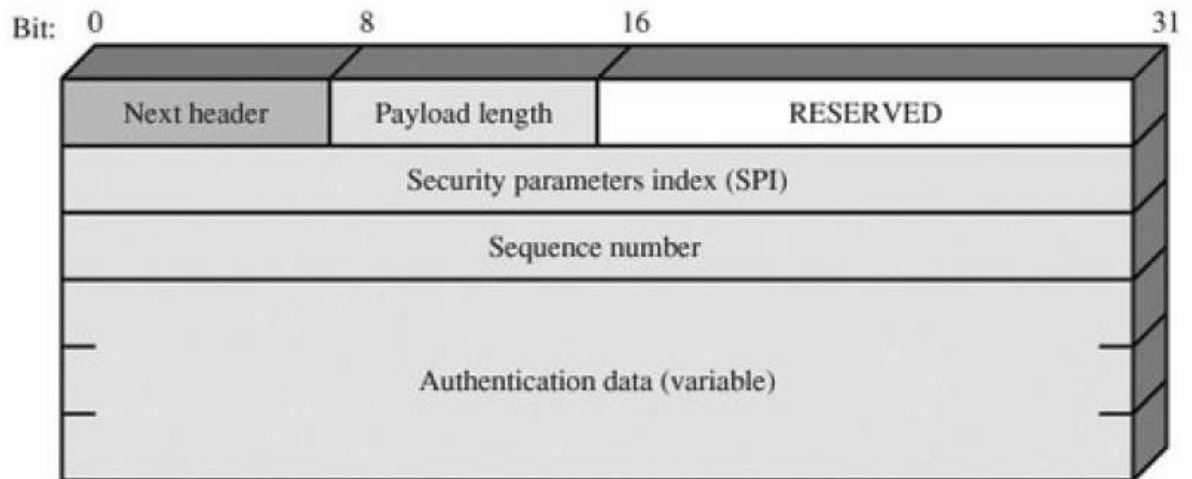 Bit: 0 8 16 31
Next header Payload length RESERVED
Security parameters index (SPI)
Sequence number
Authentication data (variable)